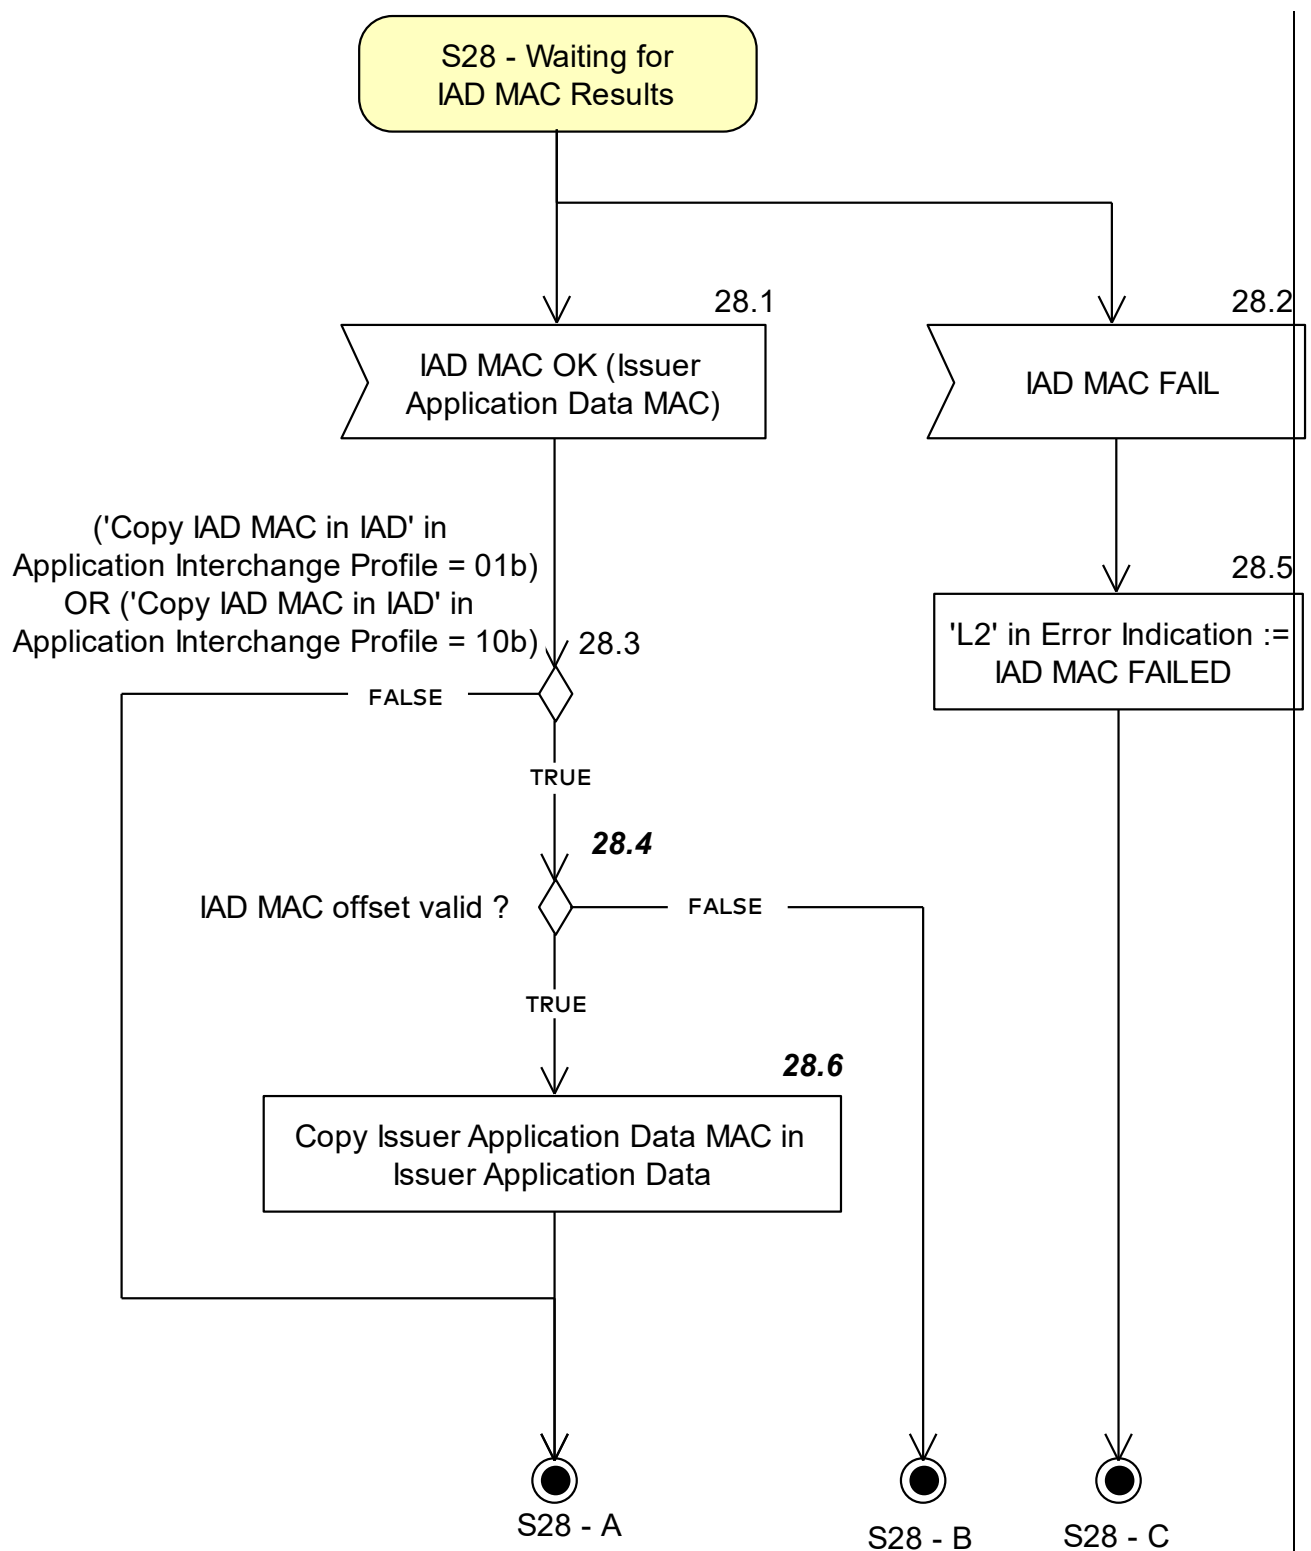 S28 - Waiting for
IAD MAC Results
28.1
28.2
IAD MAC OK (Issuer
Application Data MAC)
IAD MAC FAIL
('Copy IAD MAC in IAD' in
Application Interchange Profile = 01b)
OR ('Copy IAD MAC in IAD' in
Application Interchange Profile = 10b)
28.3
28.5
'L2' in Error Indication :=
IAD MAC FAILED
FALSE
TRUE
28.4
IAD MAC offset valid ?
FALSE
TRUE
28.6
Copy Issuer Application Data MAC in
Issuer Application Data
S28 - A
S28 - B
S28 - C